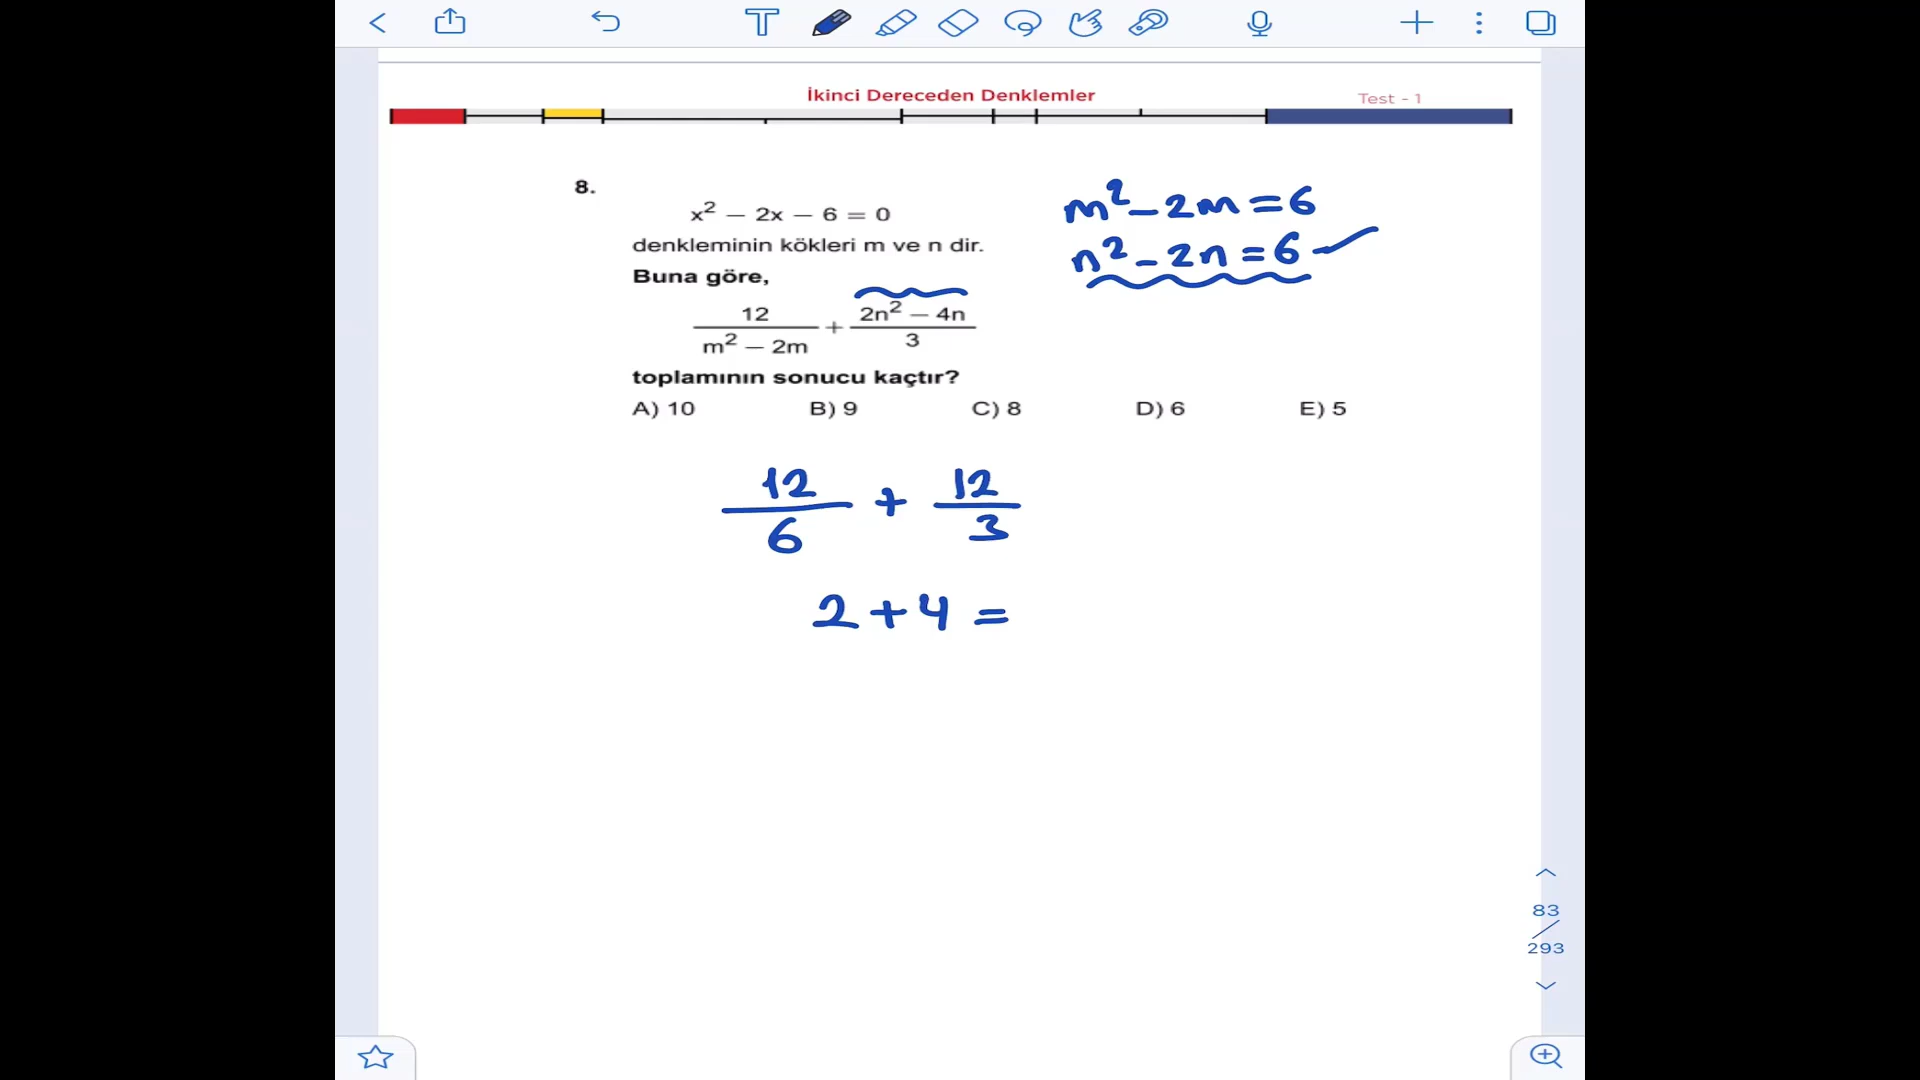 İkinci Dereceden Denklemler
Test - 1
8.
x² − 2x − 6 = 0
denkleminin kökleri m ve n dir.
Buna göre,
12 / (m² − 2m) + (2n² − 4n) / 3
toplamının sonucu kaçtır?
A) 10 B) 9 C) 8 D) 6 E) 5
m² − 2m = 6
n² − 2n = 6
12/6 + 12/3
2 + 4 =
83
/
293